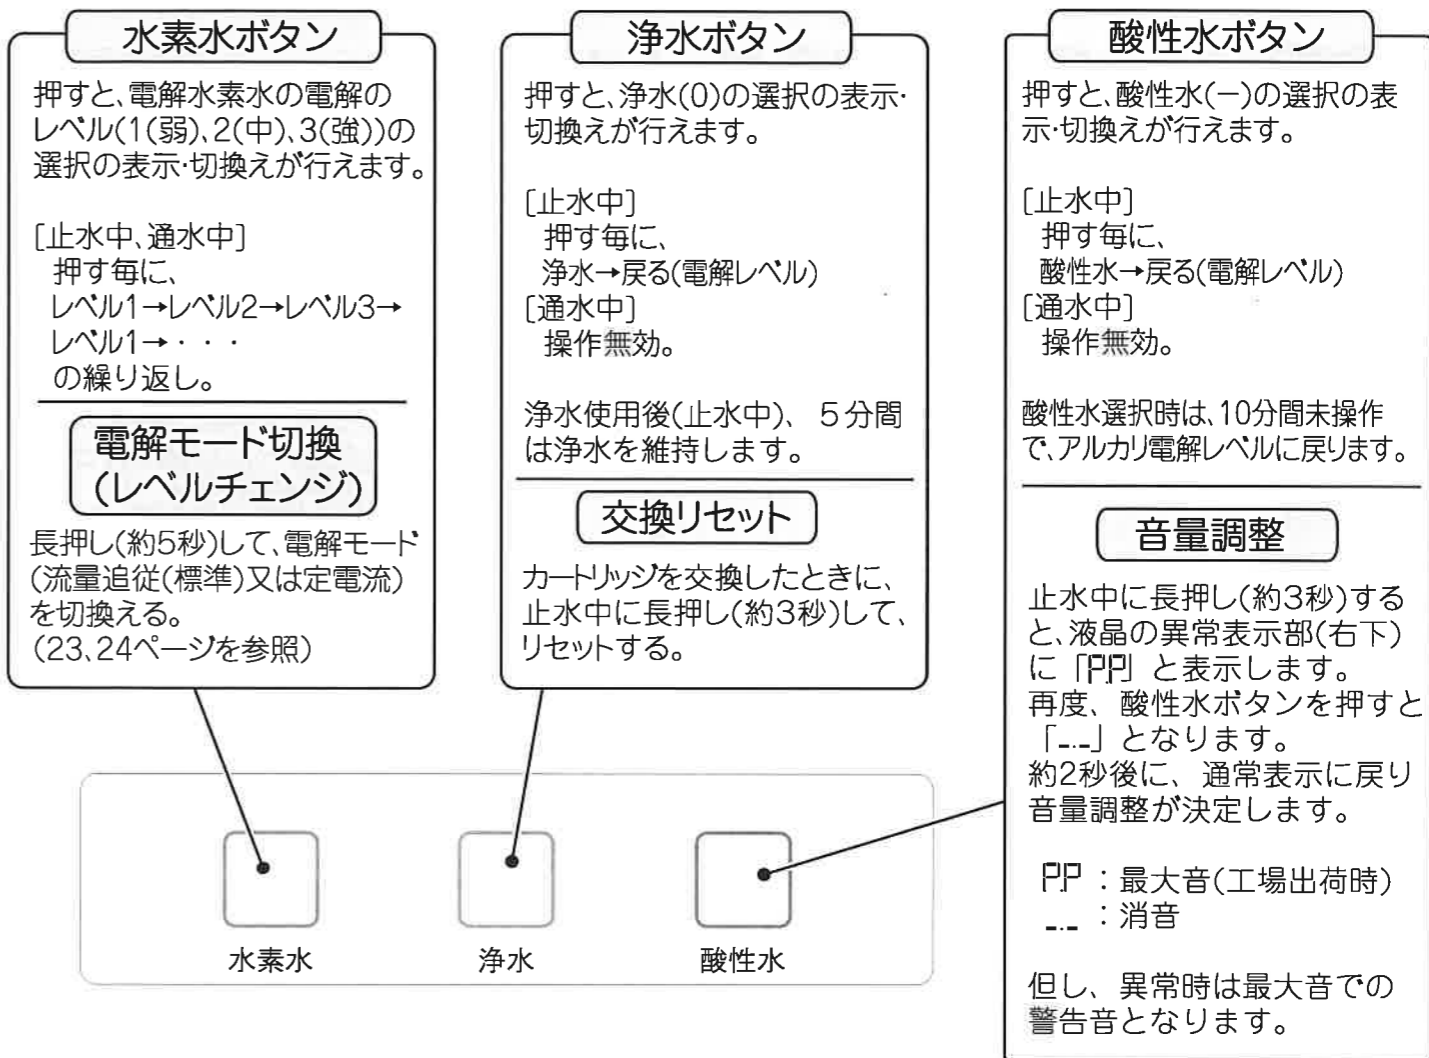 水素水ボタン
押すと、電解水素水の電解の
レベル(1(弱)、2(中)、3(強))の
選択の表示・切換えが行えます。
[止水中、通水中]
押す毎に、
レベル1→レベル2→レベル3→
レベル1→・・・
の繰り返し。
電解モード切換
(レベルチェンジ)
長押し(約5秒)して、電解モード
(流量追従(標準)又は定電流)
を切換える。
(23、24ページを参照)
浄水ボタン
押すと、浄水(0)の選択の表示・
切換えが行えます。
[止水中]
押す毎に、
浄水→戻る(電解レベル)
[通水中]
操作無効。
浄水使用後(止水中)、5分間
は浄水を維持します。
交換リセット
カートリッジを交換したときに、
止水中に長押し(約3秒)して、
リセットする。
酸性水ボタン
押すと、酸性水(ー)の選択の表
示・切換えが行えます。
[止水中]
押す毎に、
酸性水→戻る(電解レベル)
[通水中]
操作無効。
酸性水選択時は、10分間未操作
で、アルカリ電解レベルに戻ります。
音量調整
止水中に長押し(約3秒)する
と、液晶の異常表示部(右下)
に「P.P」と表示します。
再度、酸性水ボタンを押すと
「_._」となります。
約2秒後に、通常表示に戻り
音量調整が決定します。
P.P：最大音(工場出荷時)
_._：消音
但し、異常時は最大音での
警告音となります。
水素水
浄水
酸性水